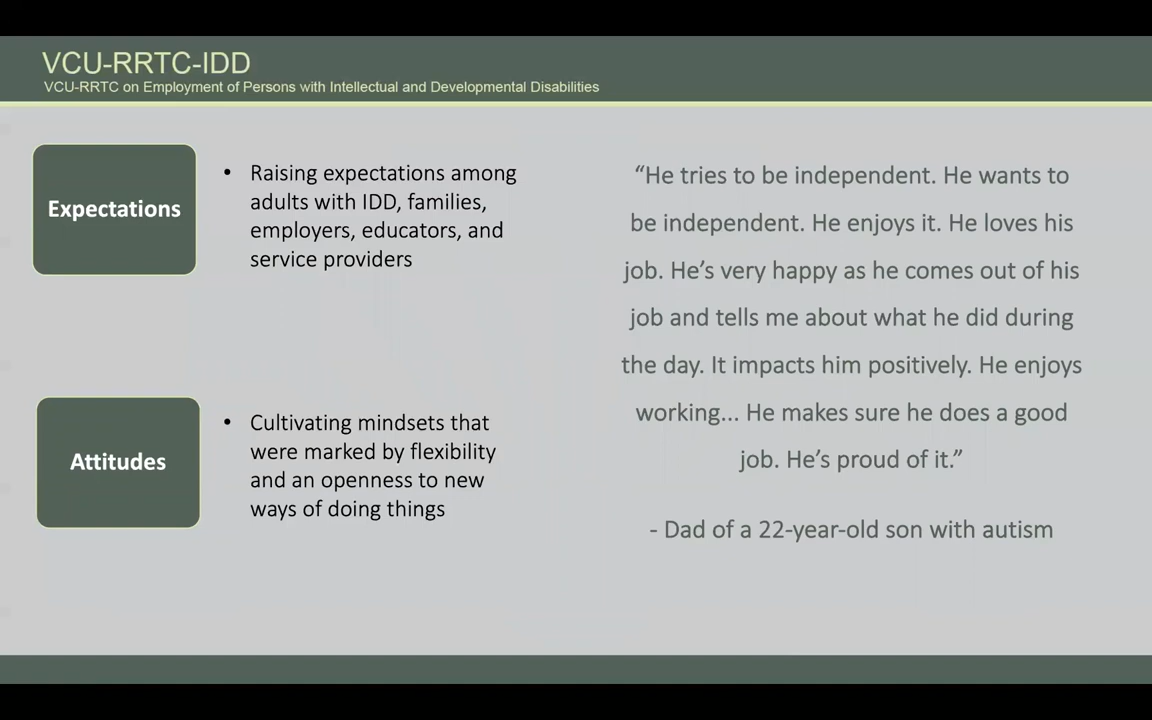 VCU-RRTC-IDD
VCU-RRTC on Employment of Persons with Intellectual and Developmental Disabilities
Expectations
• Raising expectations among
adults with IDD, families,
employers, educators, and
service providers
Attitudes
• Cultivating mindsets that
were marked by flexibility
and an openness to new
ways of doing things
“He tries to be independent. He wants to
be independent. He enjoys it. He loves his
job. He’s very happy as he comes out of his
job and tells me about what he did during
the day. It impacts him positively. He enjoys
working... He makes sure he does a good
job. He’s proud of it.”
- Dad of a 22-year-old son with autism